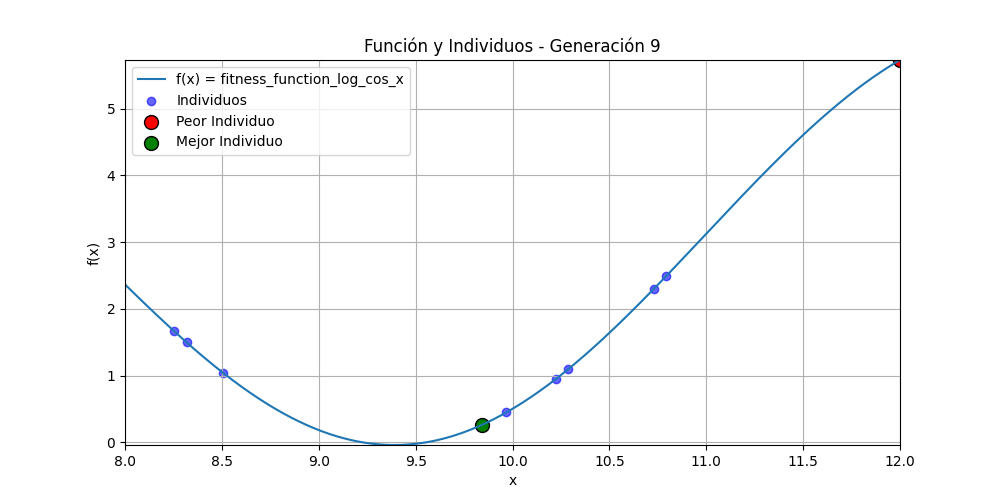 Función y Individuos - Generación 9
f(x) = fitness_function_log_cos_x
Individuos
Peor Individuo
Mejor Individuo
f(x)
5
4
3
2
1
0
8.0 8.5 9.0 9.5 10.0 10.5 11.0 11.5 12.0
x